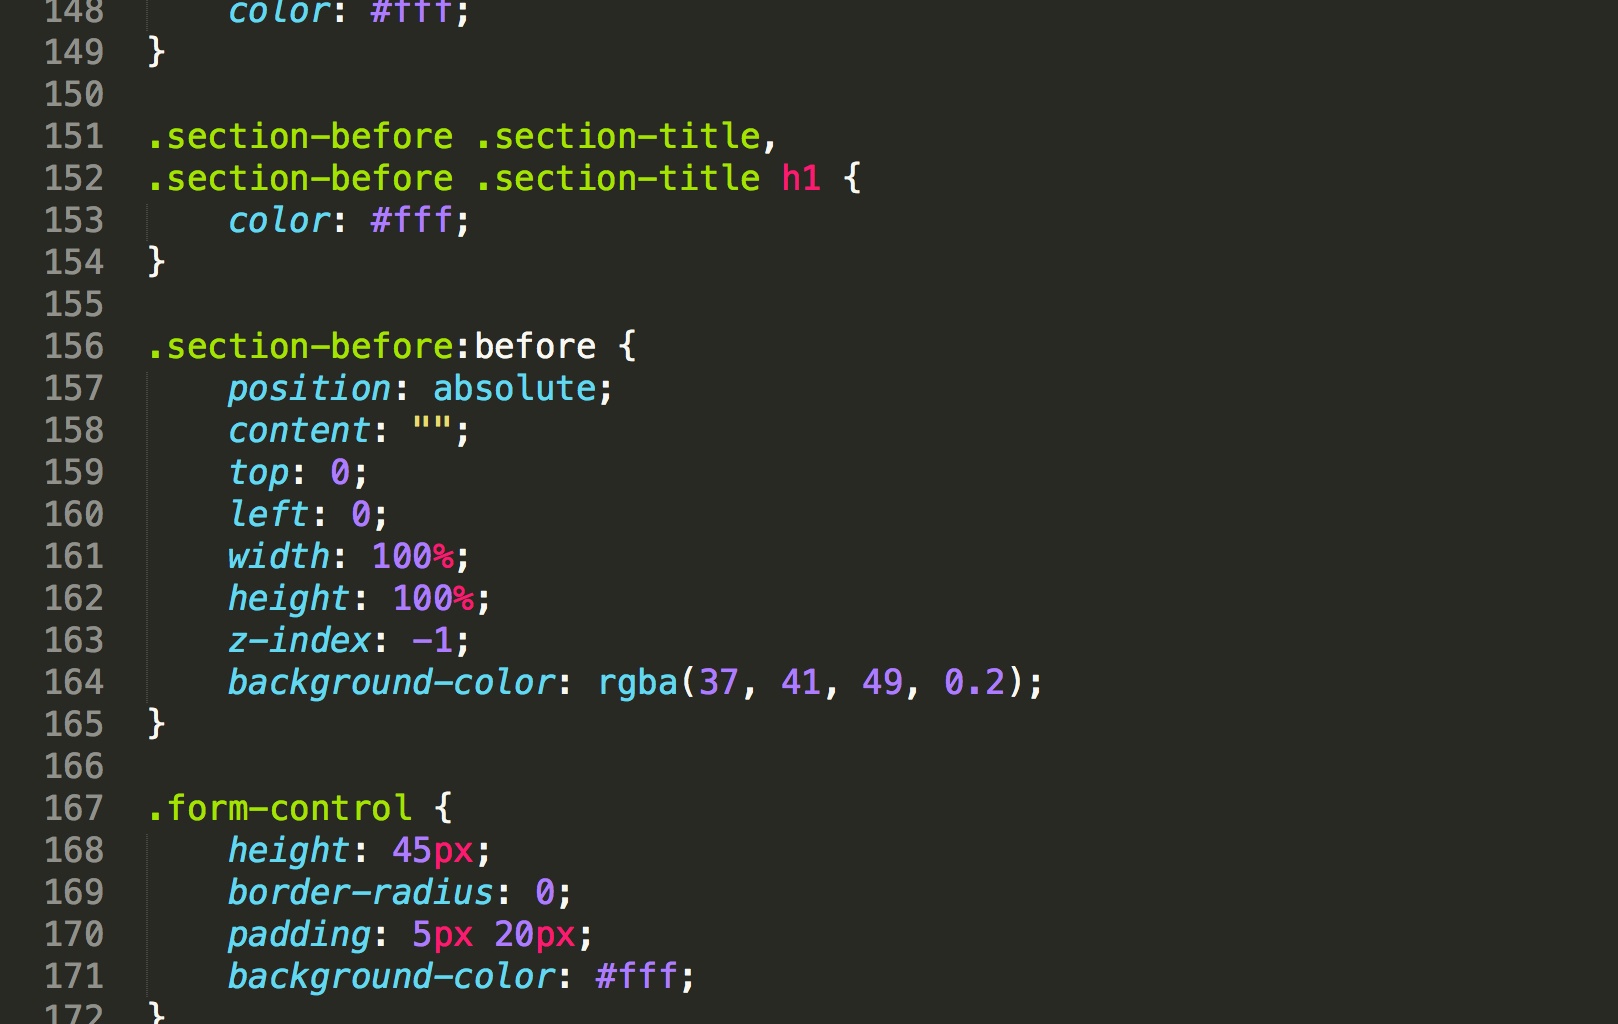 148 color: #fff;
149 }
150
151 .section-before .section-title,
152 .section-before .section-title h1 {
153 color: #fff;
154 }
155
156 .section-before:before {
157 position: absolute;
158 content: "";
159 top: 0;
160 left: 0;
161 width: 100%;
162 height: 100%;
163 z-index: -1;
164 background-color: rgba(37, 41, 49, 0.2);
165 }
166
167 .form-control {
168 height: 45px;
169 border-radius: 0;
170 padding: 5px 20px;
171 background-color: #fff;
172 }